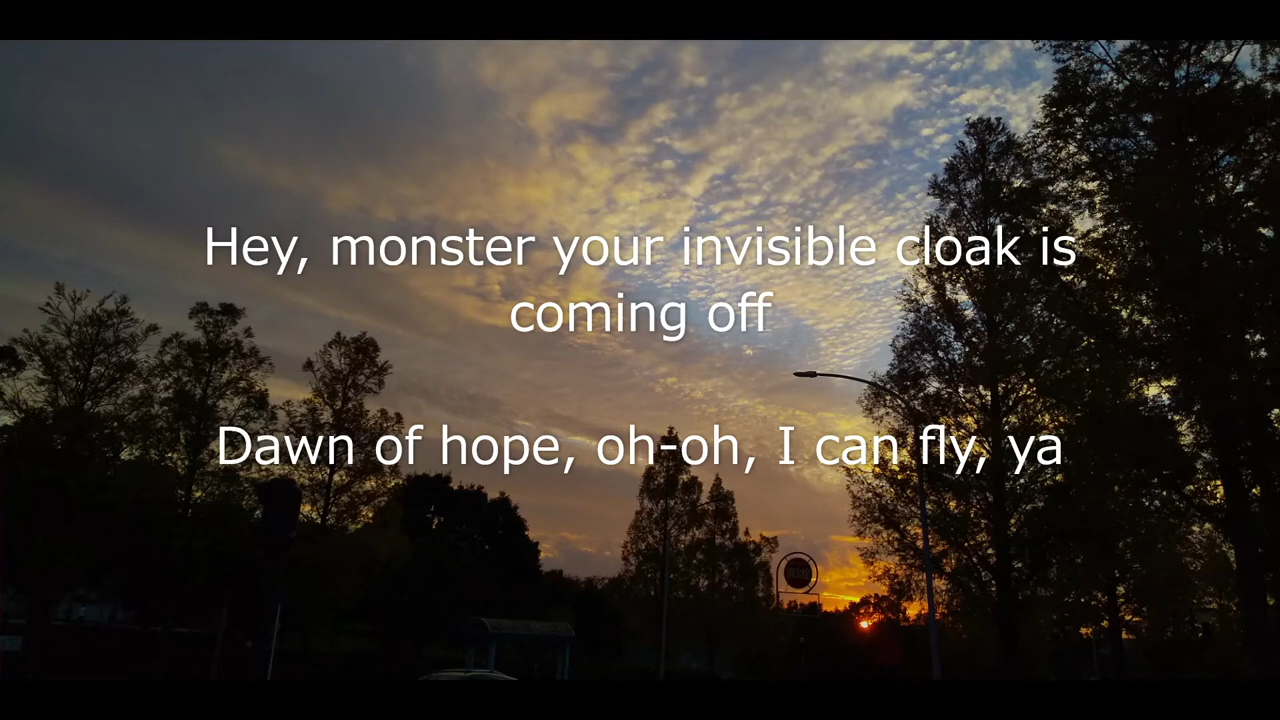 Hey, monster your invisible cloak is
coming off
Dawn of hope, oh-oh, I can fly, ya